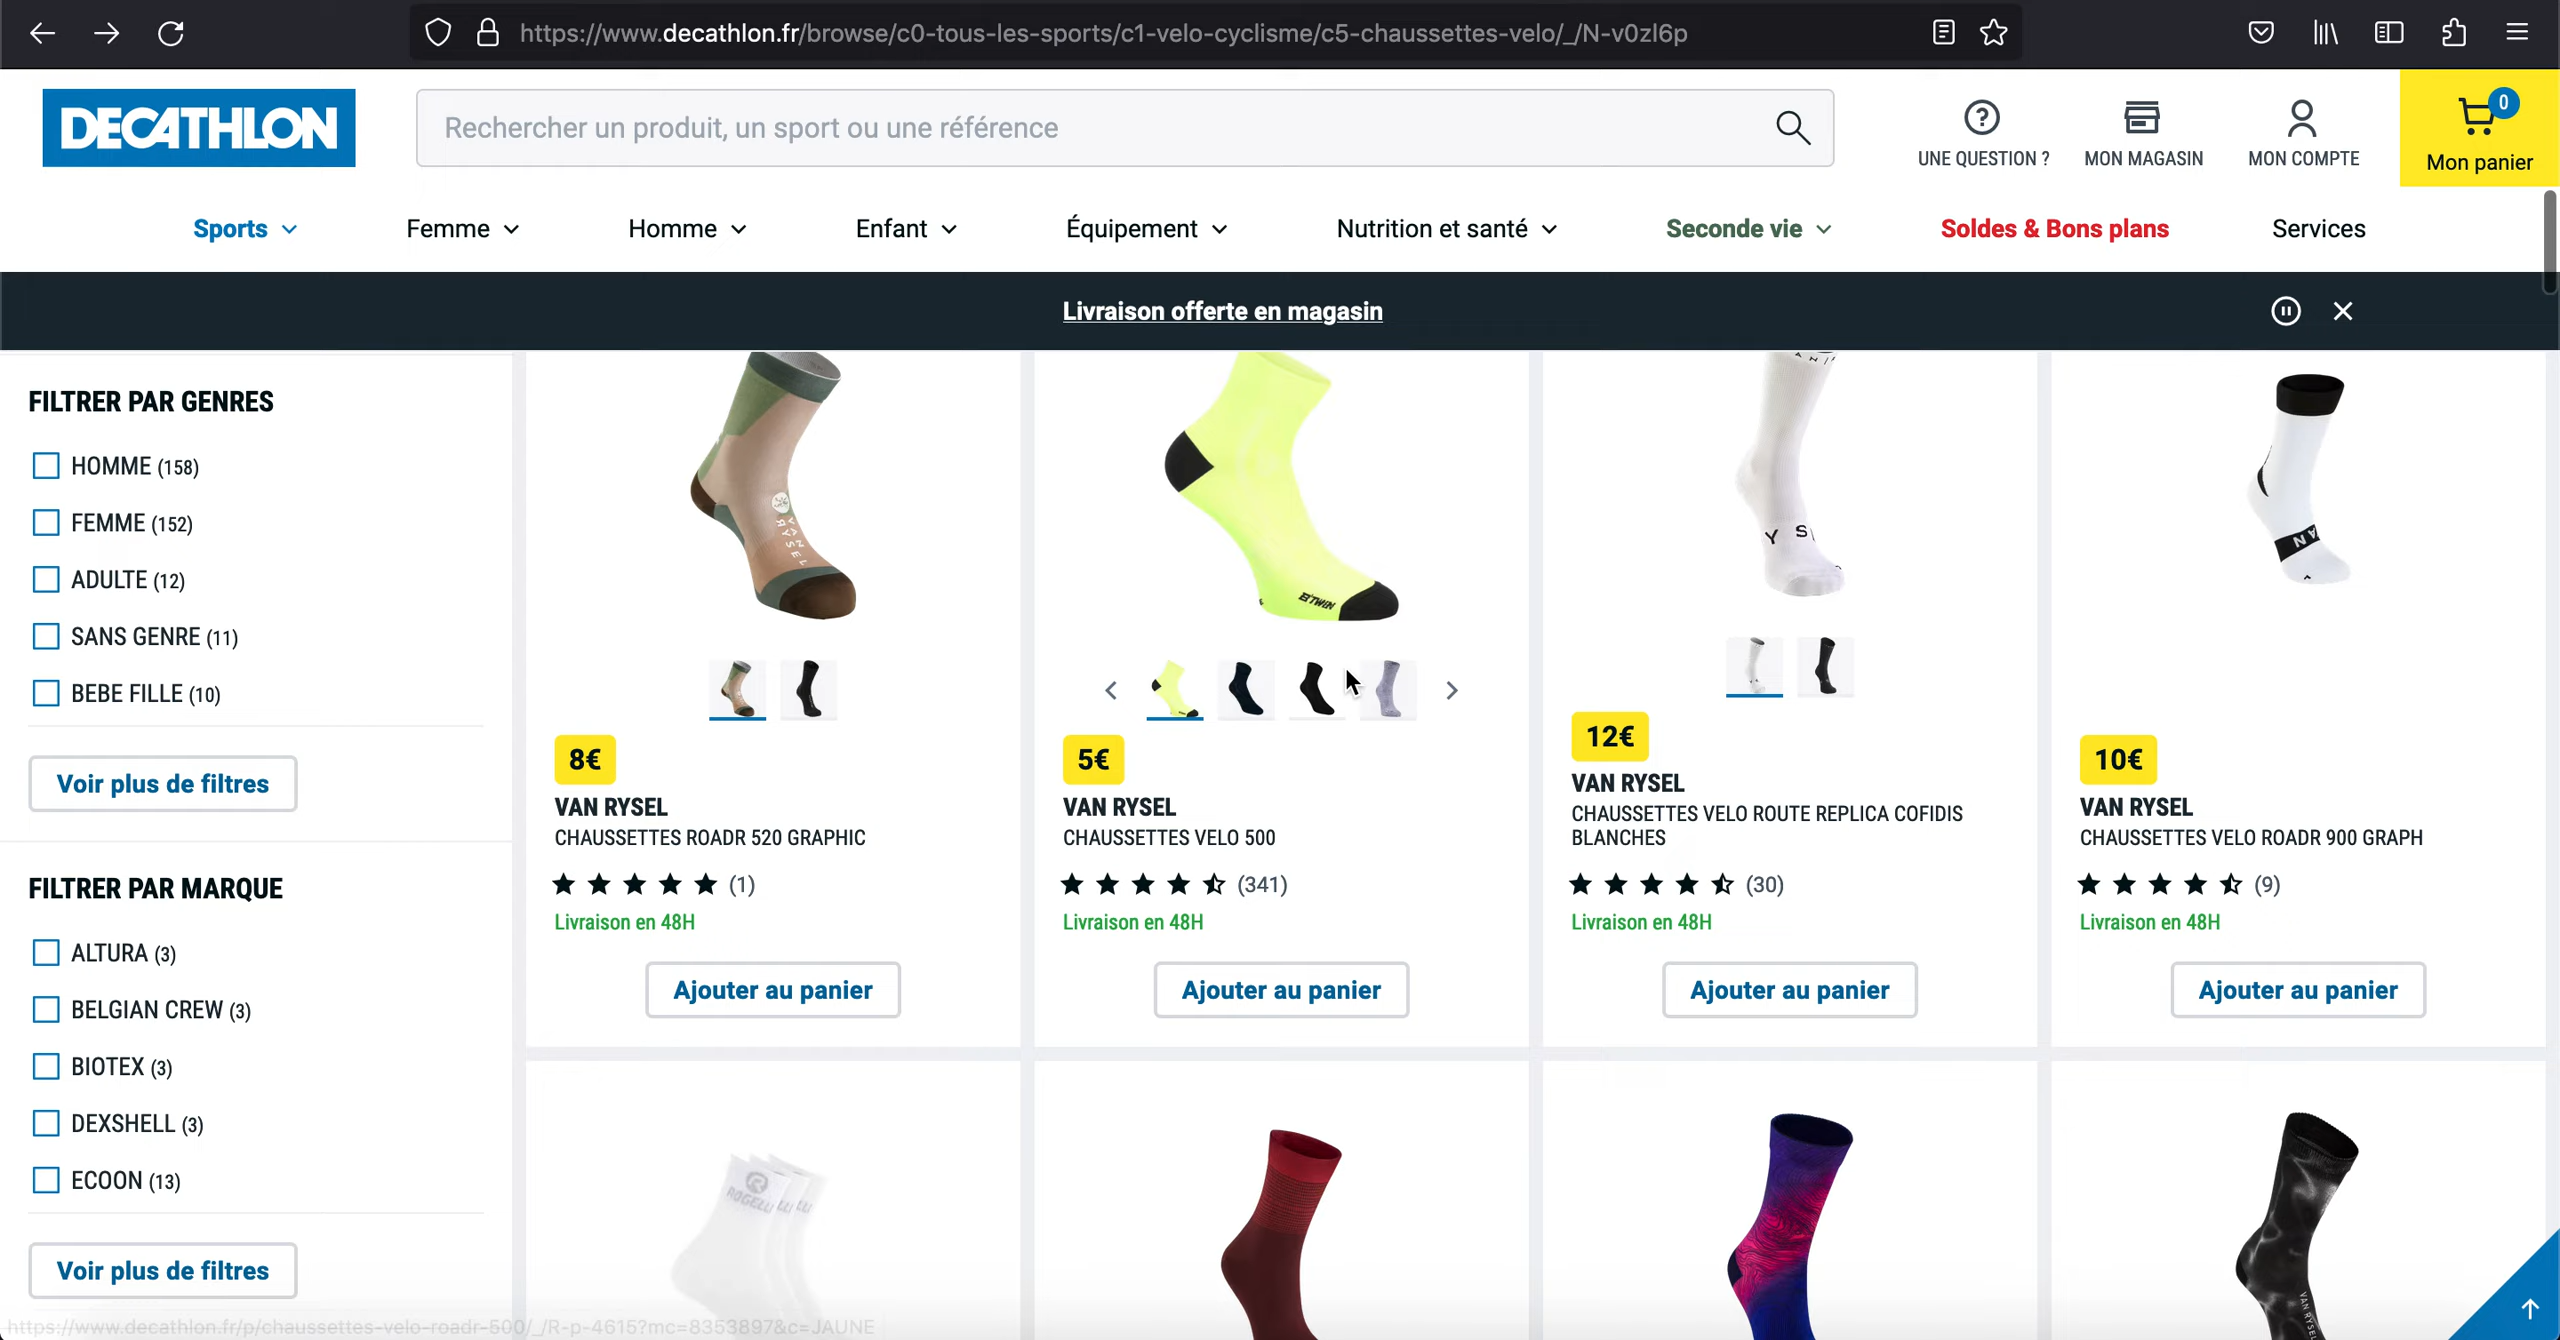 https://www.decathlon.fr/browse/c0-tous-les-sports/c1-velo-cyclisme/c5-chaussettes-velo/_/N-v0zl6p
DECATHLON
Rechercher un produit, un sport ou une référence
UNE QUESTION ?
MON MAGASIN
MON COMPTE
0
Mon panier
Sports
Femme
Homme
Enfant
Équipement
Nutrition et santé
Seconde vie
Soldes & Bons plans
Services
Livraison offerte en magasin
FILTRER PAR GENRES
HOMME (158)
FEMME (152)
ADULTE (12)
SANS GENRE (11)
BEBE FILLE (10)
Voir plus de filtres
FILTRER PAR MARQUE
ALTURA (3)
BELGIAN CREW (3)
BIOTEX (3)
DEXSHELL (3)
ECOON (13)
Voir plus de filtres
VAN
RYSEL
8€
VAN RYSEL
CHAUSSETTES ROADR 520 GRAPHIC
(1)
Livraison en 48H
Ajouter au panier
B'TWIN
5€
VAN RYSEL
CHAUSSETTES VELO 500
(341)
Livraison en 48H
Ajouter au panier
Y S
12€
VAN RYSEL
CHAUSSETTES VELO ROUTE REPLICA COFIDIS
BLANCHES
(30)
Livraison en 48H
Ajouter au panier
AN
10€
VAN RYSEL
CHAUSSETTES VELO ROADR 900 GRAPH
(9)
Livraison en 48H
Ajouter au panier
ROGELLI
VAN RYSE
https://www.decathlon.fr/p/chaussettes-velo-roadr-500/_/R-p-4615?mc=8353897&c=JAUNE